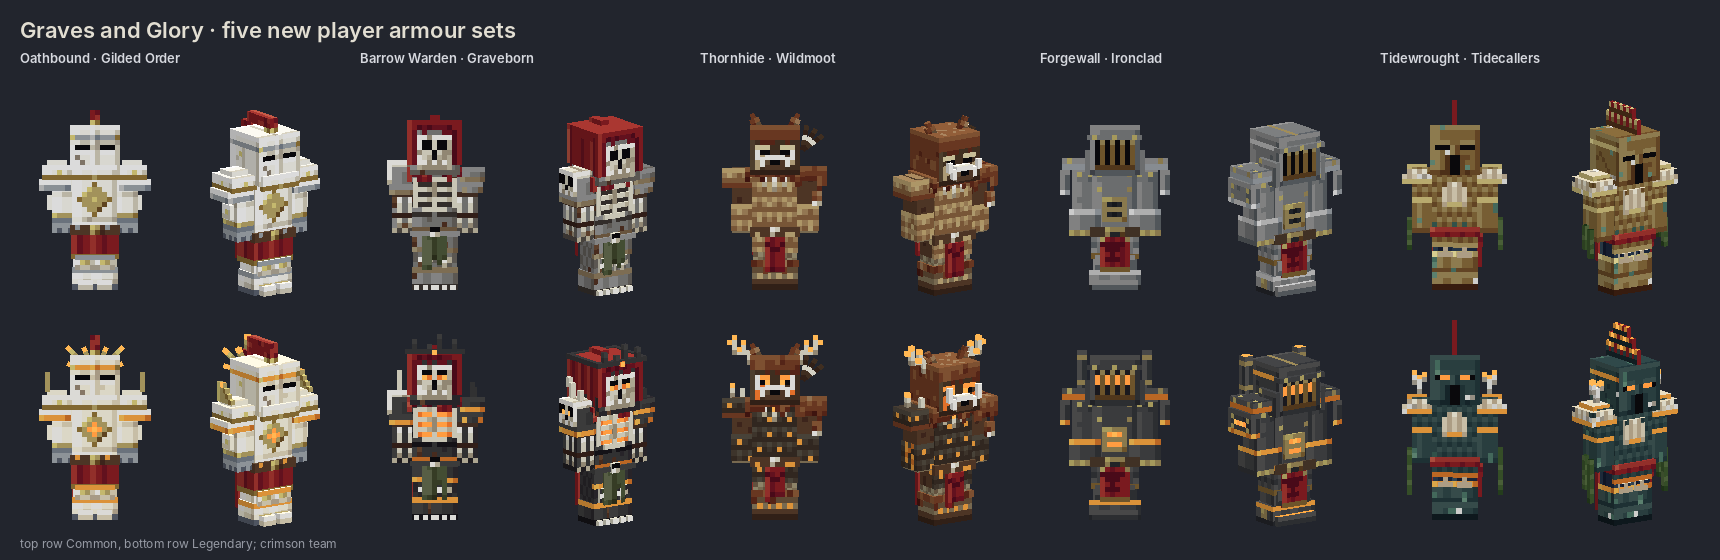 Graves and Glory · five new player armour sets
Oathbound · Gilded Order
Barrow Warden · Graveborn
Thornhide · Wildmoot
Forgewall · Ironclad
Tidewrought · Tidecallers
top row Common, bottom row Legendary; crimson team